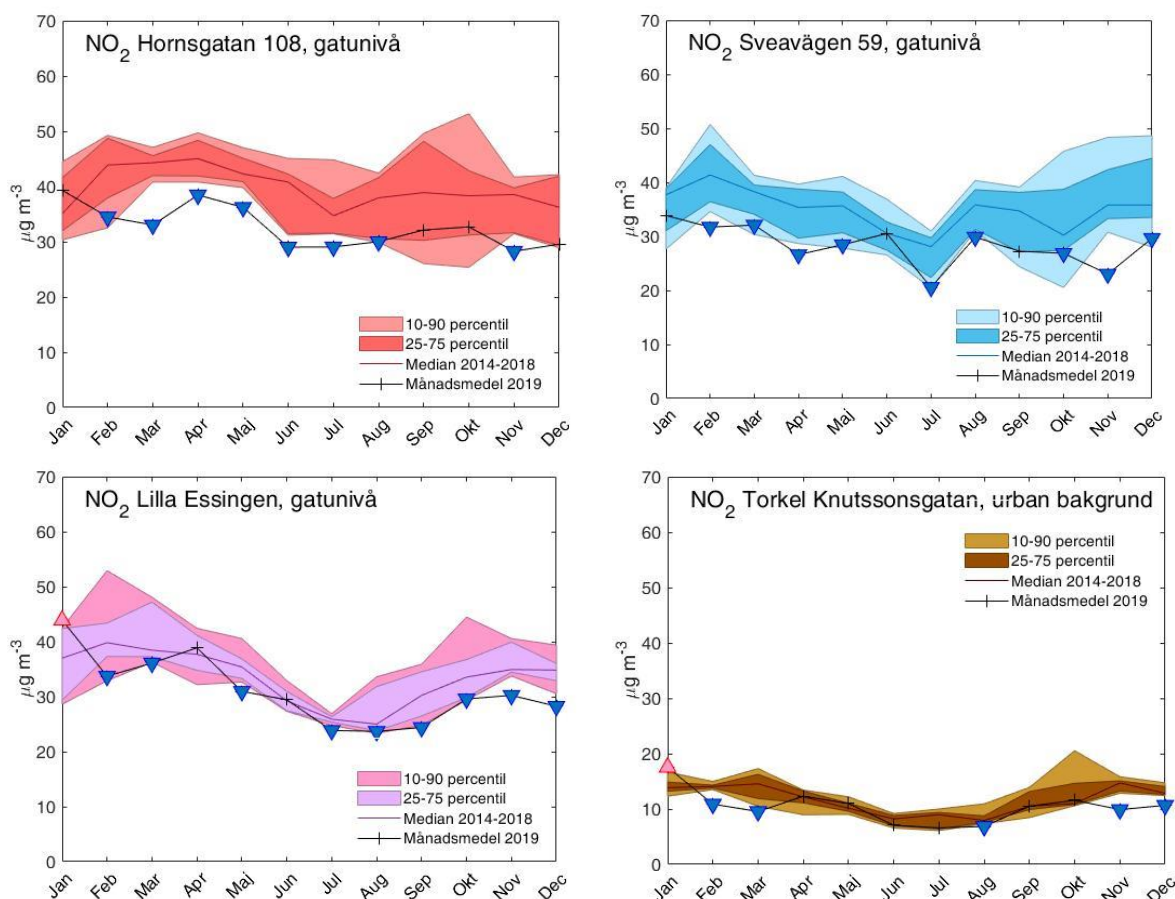 NO2 Hornsgatan 108, gatunivå
70
60
50
40
30
20
10
0
µg m-3
10-90 percentil
25-75 percentil
Median 2014-2018
Månadsmedel 2019
Jan Feb Mar Apr Maj Jun Jul Aug Sep Okt Nov Dec
NO2 Sveavägen 59, gatunivå
70
60
50
40
30
20
10
0
µg m-3
10-90 percentil
25-75 percentil
Median 2014-2018
Månadsmedel 2019
Jan Feb Mar Apr Maj Jun Jul Aug Sep Okt Nov Dec
NO2 Lilla Essingen, gatunivå
70
60
50
40
30
20
10
0
µg m-3
10-90 percentil
25-75 percentil
Median 2014-2018
Månadsmedel 2019
Jan Feb Mar Apr Maj Jun Jul Aug Sep Okt Nov Dec
NO2 Torkel Knutssonsgatan, urban bakgrund
70
60
50
40
30
20
10
0
µg m-3
10-90 percentil
25-75 percentil
Median 2014-2018
Månadsmedel 2019
Jan Feb Mar Apr Maj Jun Jul Aug Sep Okt Nov Dec